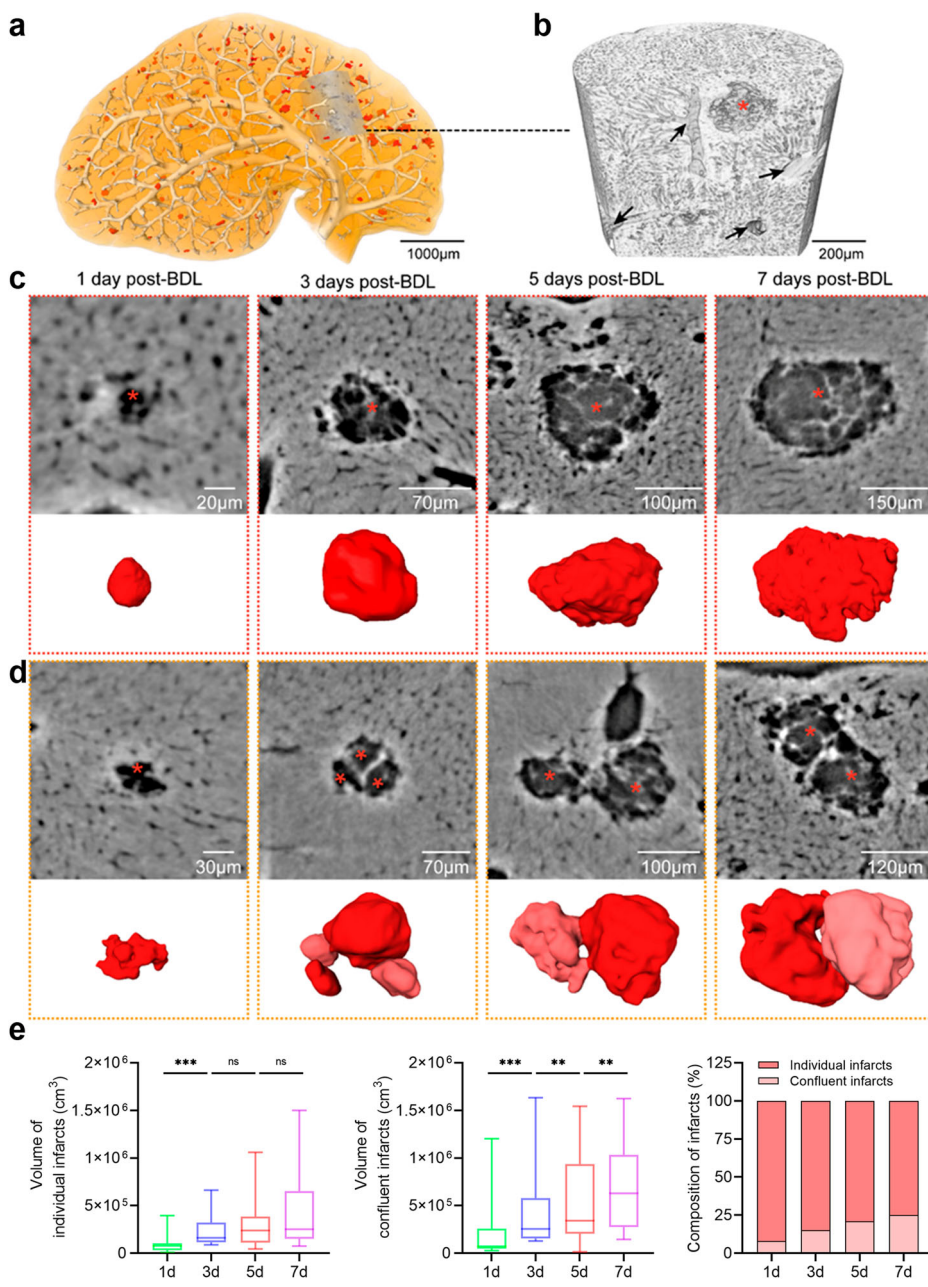 a
b
1000μm
200μm
c
1 day post-BDL
3 days post-BDL
5 days post-BDL
7 days post-BDL
20μm
70μm
100μm
150μm
d
30μm
70μm
100μm
120μm
e
Volume of
individual infarcts (cm³)
2×10⁶
1.5×10⁶
1×10⁶
5×10⁵
0
*** ns ns
1d 3d 5d 7d
Volume of
confluent infarcts (cm³)
2×10⁶
1.5×10⁶
1×10⁶
5×10⁵
0
*** ** **
1d 3d 5d 7d
Individual infarcts
Confluent infarcts
Composition of infarcts (%)
100
75
50
25
0
1d 3d 5d 7d